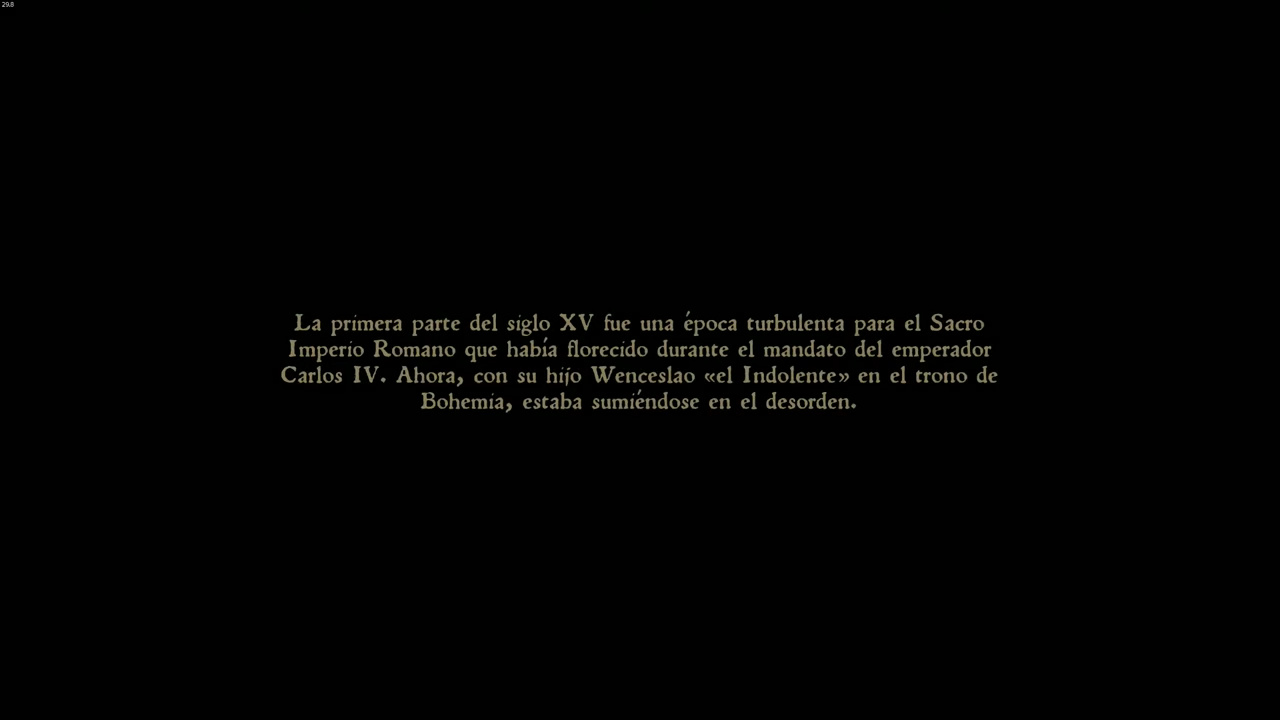 29.8
La primera parte del siglo XV fue una época turbulenta para el Sacro
Imperio Romano que había florecido durante el mandato del emperador
Carlos IV. Ahora, con su hijo Wenceslao «el Indolente» en el trono de
Bohemia, estaba sumiéndose en el desorden.